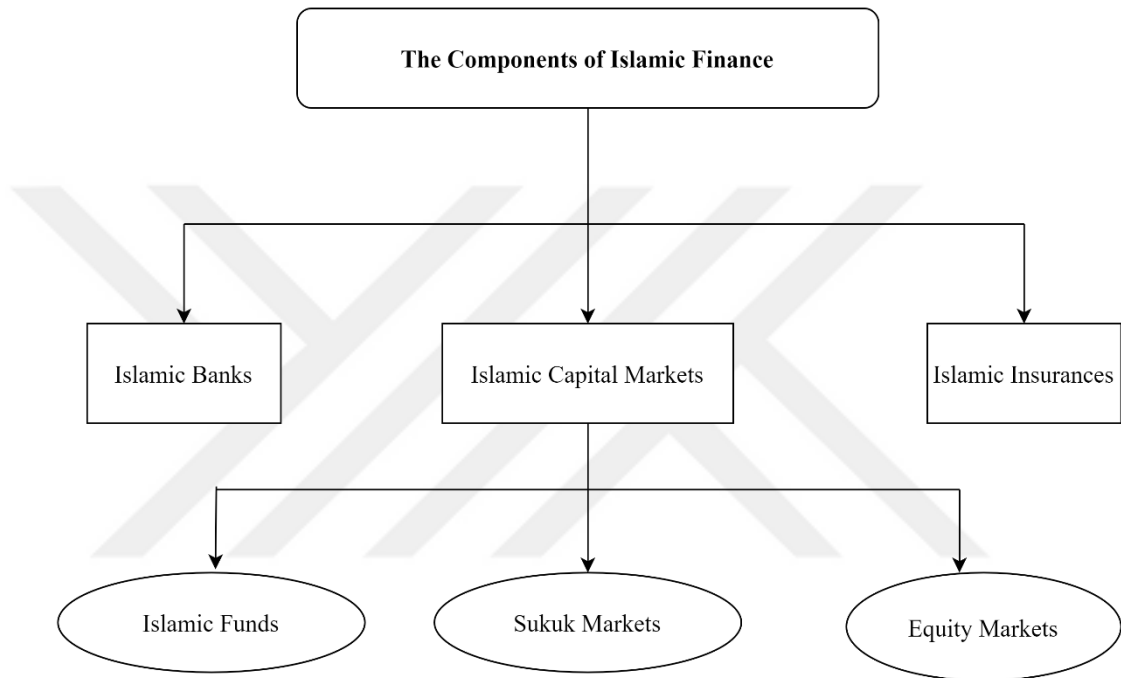 The Components of Islamic Finance
Islamic Banks
Islamic Capital Markets
Islamic Insurances
Islamic Funds
Sukuk Markets
Equity Markets